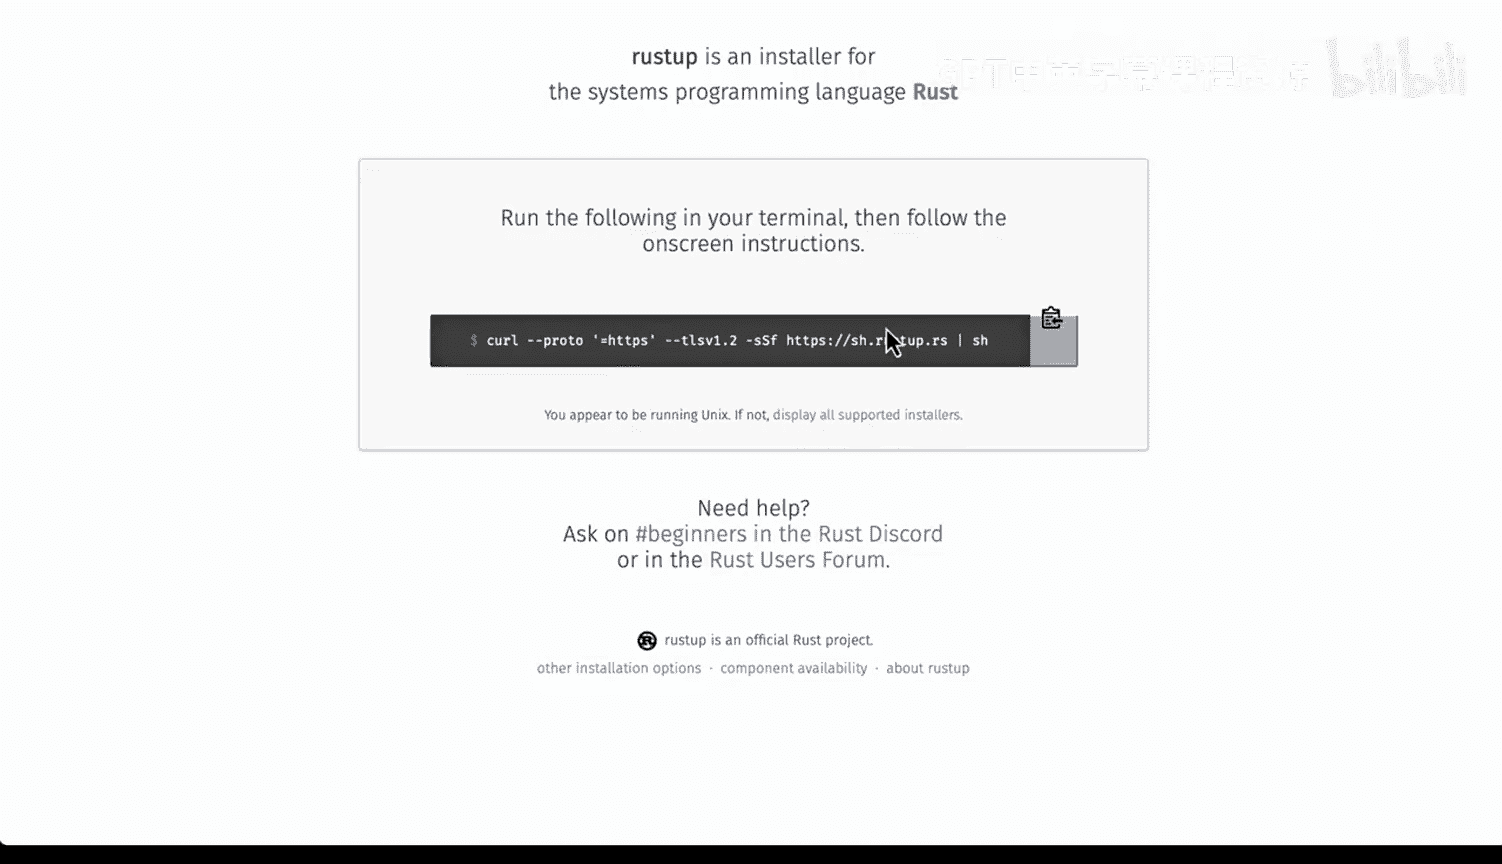 rustup is an installer for
the systems programming language Rust
bilibili
Run the following in your terminal, then follow the
onscreen instructions.
$ curl --proto '=https' --tlsv1.2 -sSf https://sh.rustup.rs | sh
You appear to be running Unix. If not, display all supported installers.
Need help?
Ask on #beginners in the Rust Discord
or in the Rust Users Forum.
rustup is an official Rust project.
other installation options · component availability · about rustup